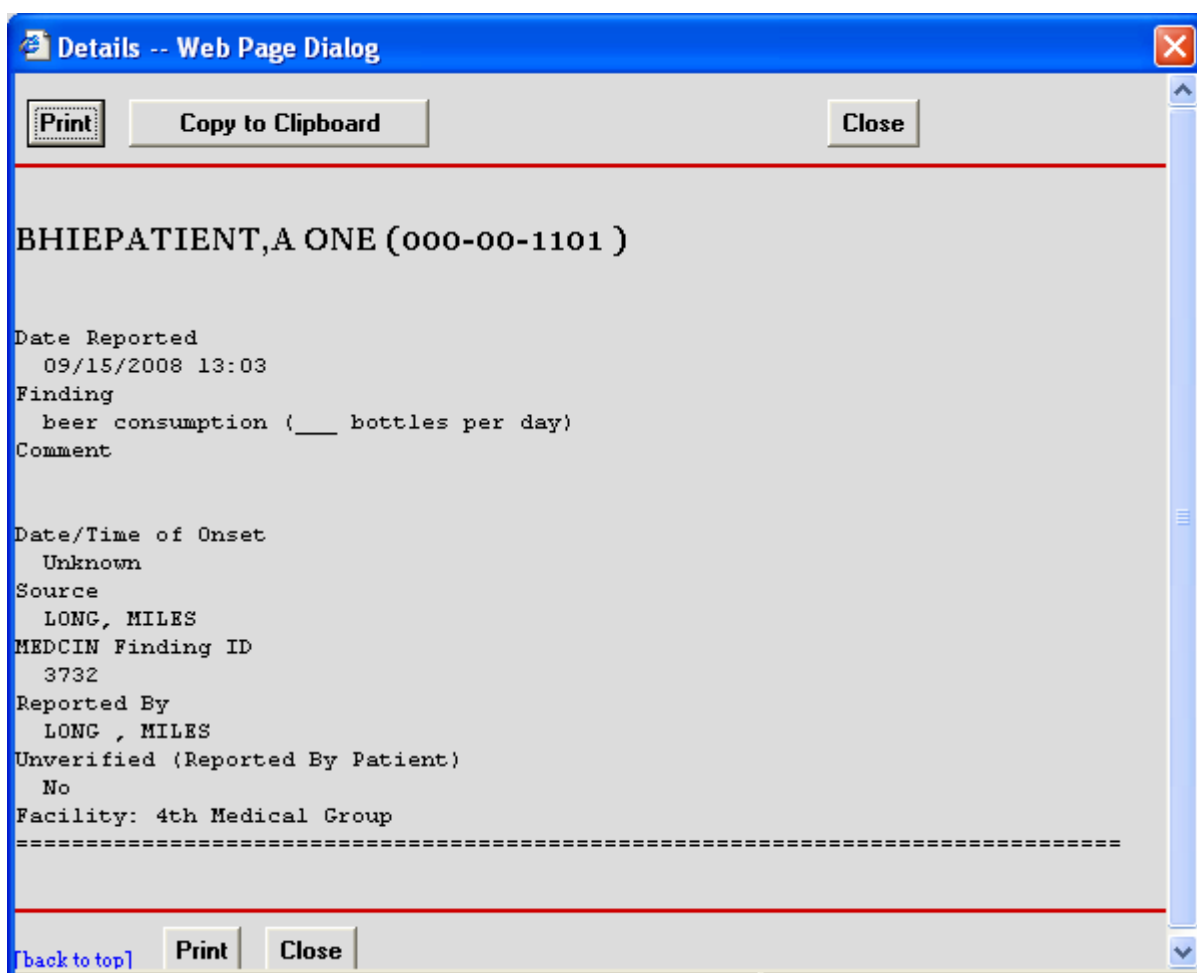 Details -- Web Page Dialog
Print Copy to Clipboard Close
BHIEPATIENT,A ONE (000-00-1101 )
Date Reported
09/15/2008 13:03
Finding
beer consumption (___ bottles per day)
Comment
Date/Time of Onset
Unknown
Source
LONG, MILES
MEDCIN Finding ID
3732
Reported By
LONG , MILES
Unverified (Reported By Patient)
No
Facility: 4th Medical Group
===============================================================================
[back to top] Print Close